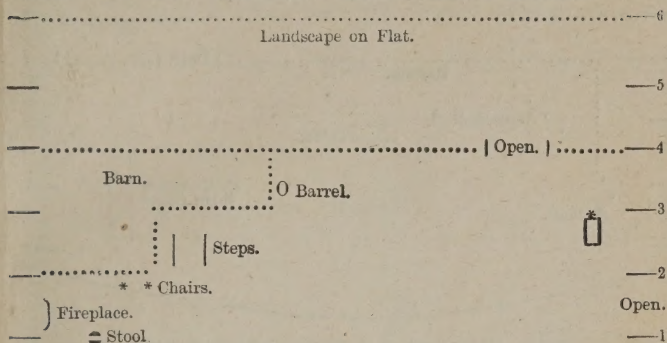 6
Landscape on Flat.
5
| Open. | 4
Barn.
O Barrel.
3
Steps.
2
* * Chairs.
Fireplace.
Open.
Stool
1